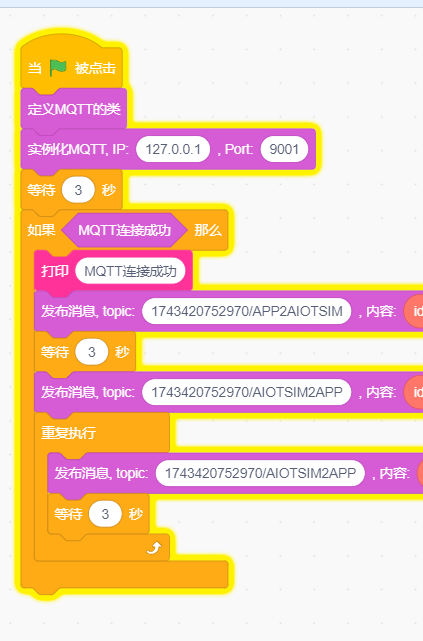 当 被点击
定义MQTT的类
实例化MQTT, IP: 127.0.0.1 , Port: 9001
等待 3 秒
如果 MQTT连接成功 那么
打印 MQTT连接成功
发布消息, topic: 1743420752970/APP2AIOTSIM , 内容: id
等待 3 秒
发布消息, topic: 1743420752970/AIOTSIM2APP , 内容: id
重复执行
发布消息, topic: 1743420752970/AIOTSIM2APP , 内容:
等待 3 秒